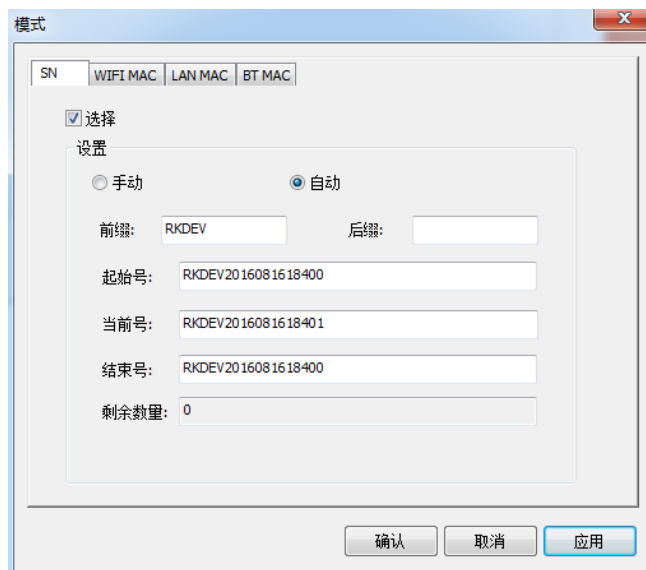 模式
SN WIFI MAC LAN MAC BT MAC
选择
设置
手动 自动
前缀: RKDEV 后缀:
起始号: RKDEV2016081618400
当前号: RKDEV2016081618401
结束号: RKDEV2016081618400
剩余数量: 0
确认 取消 应用